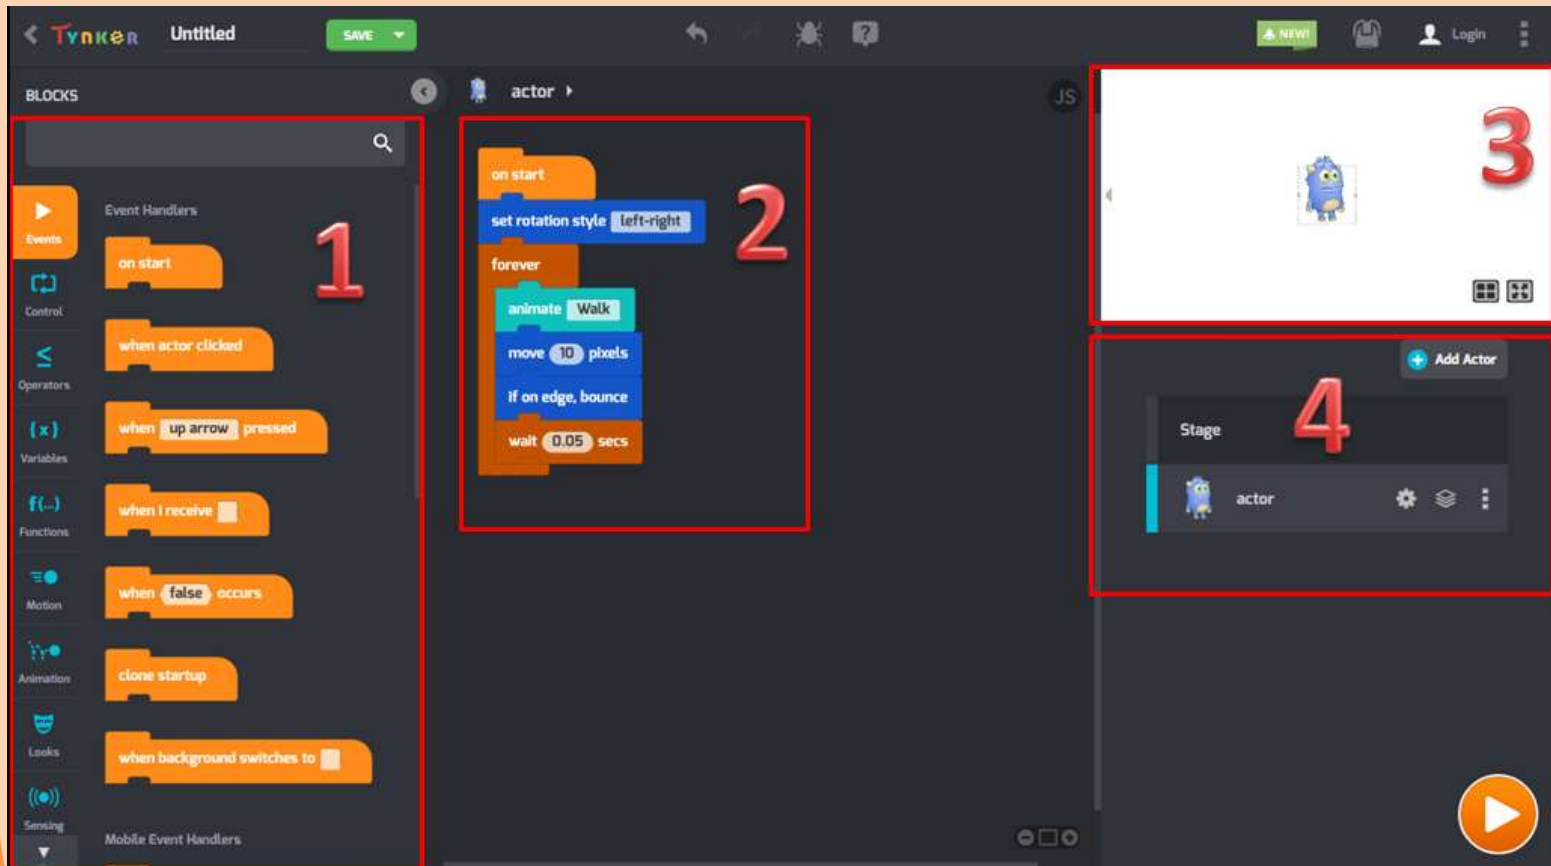 TYNKER Untitled SAVE NEW! Login
BLOCKS
actor
JS
1
2
3
4
Events
Control
Operators
{x}
Variables
f(...)
Functions
Motion
Animation
Looks
Sensing
Event Handlers
on start
when actor clicked
when up arrow pressed
when I receive
when false occurs
clone startup
when background switches to
Mobile Event Handlers
on start
set rotation style left-right
forever
animate Walk
move 10 pixels
if on edge, bounce
wait 0.05 secs
Add Actor
Stage
actor